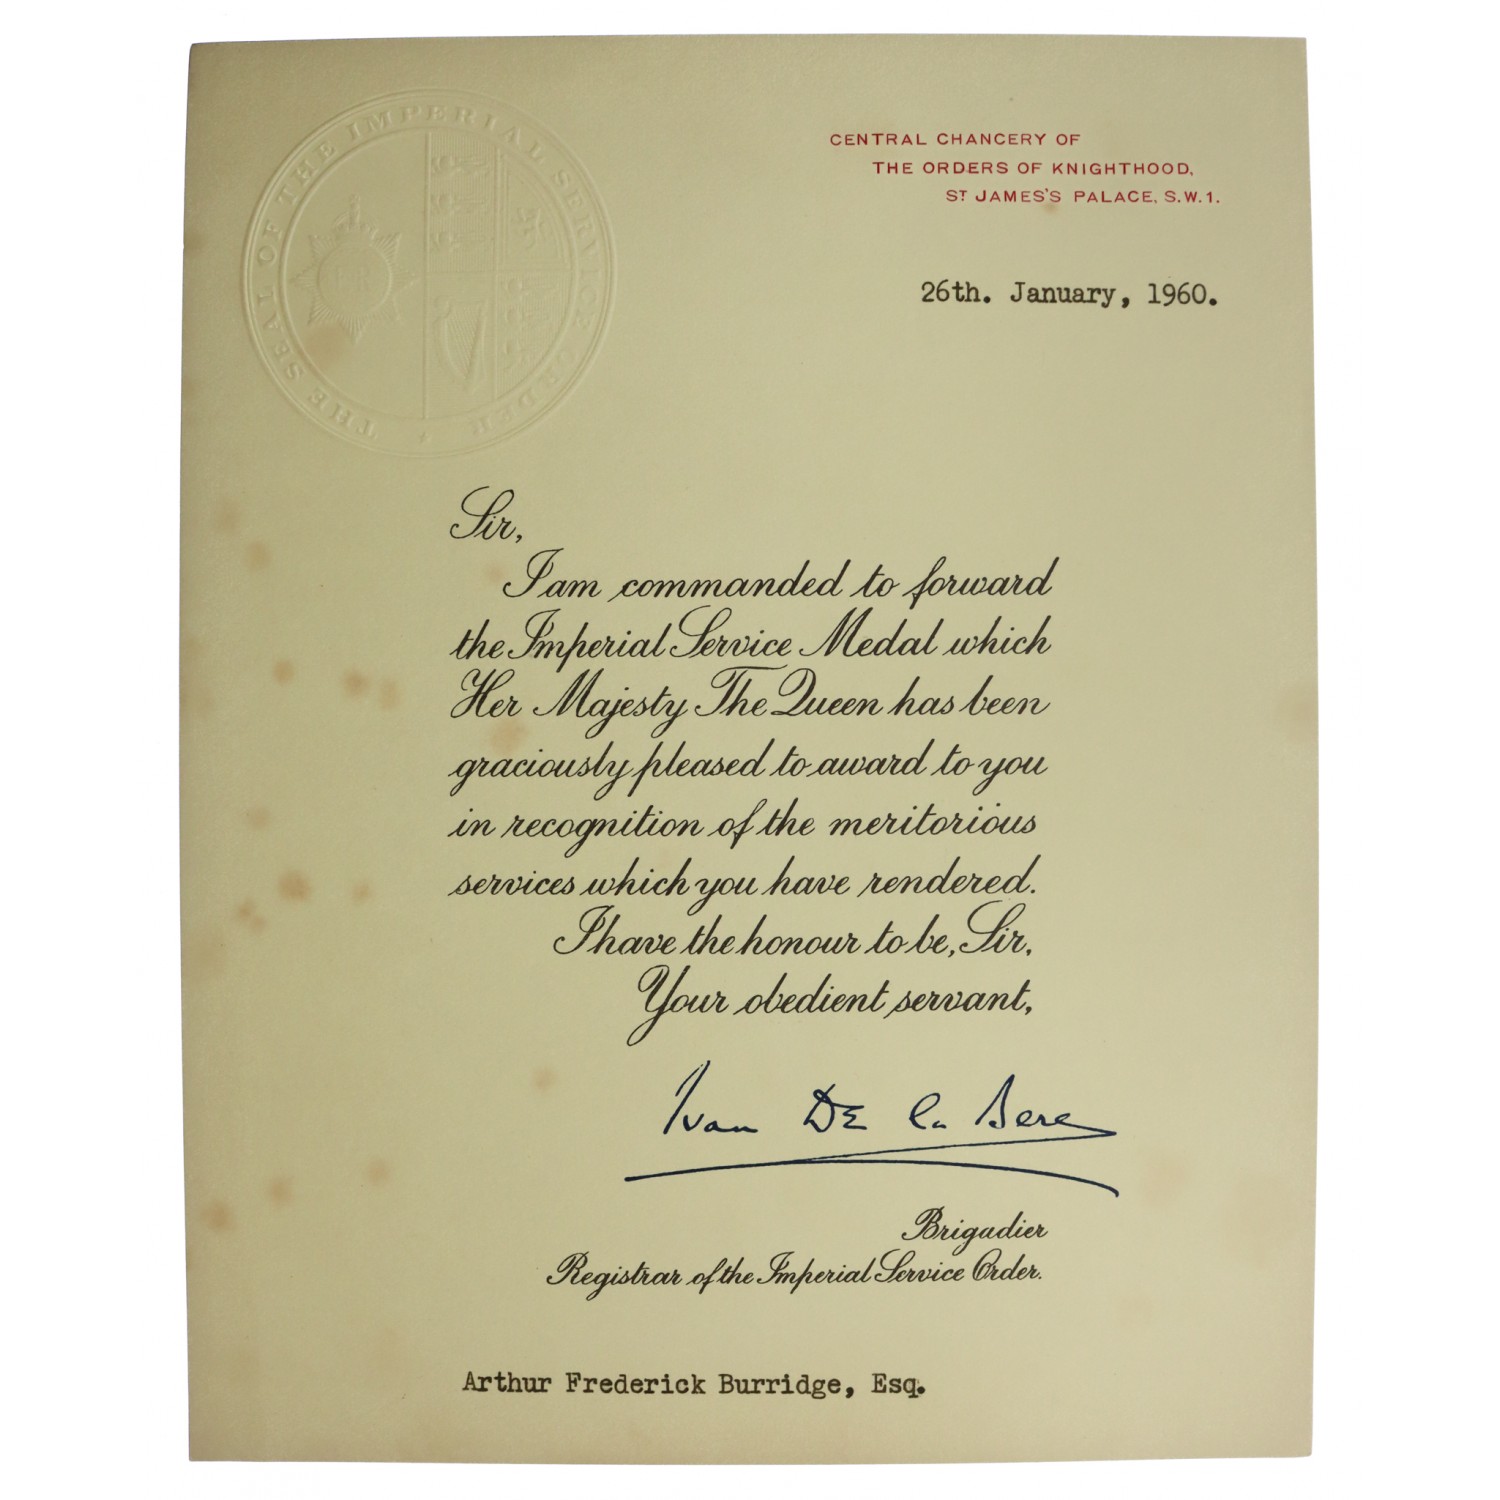 THE SEAL OF THE IMPERIAL SERVICE ORDER
CENTRAL CHANCERY OF
THE ORDERS OF KNIGHTHOOD,
ST JAMES'S PALACE, S.W.1.
26th. January, 1960.
Sir,
I am commanded to forward
the Imperial Service Medal which
Her Majesty The Queen has been
graciously pleased to award to you
in recognition of the meritorious
services which you have rendered.
I have the honour to be, Sir,
Your obedient servant,
Ivan De la Bere
Brigadier
Registrar of the Imperial Service Order.
Arthur Frederick Burridge, Esq.